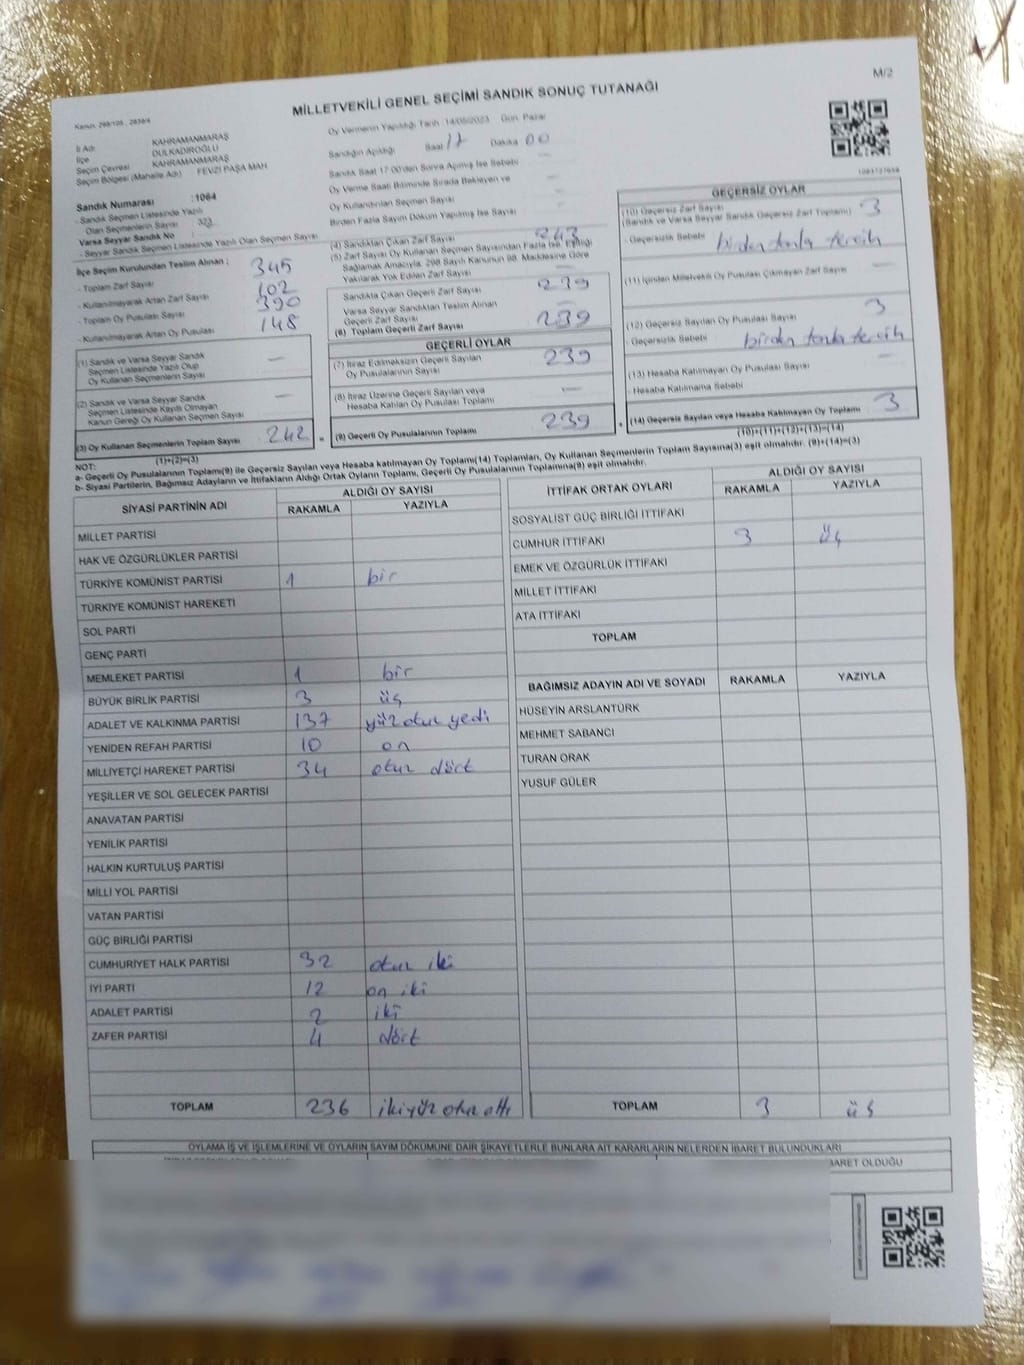 M/2
MİLLETVEKİLİ GENEL SEÇİMİ SANDIK SONUÇ TUTANAĞI
İl Adı KAHRAMANMARAŞ
İlçe DULKADİROĞLU
Seçim Çevresi KAHRAMANMARAŞ
Seçim Bölgesi (Mahalle Adı) FEVZİ PAŞA MAH
Oy Vermenin Yapıldığı Tarih :14/05/2023 Gün: Pazar
Sandığın Açıldığı Saat 17 Dakika 00
Sandık Saat 17:00'den Sonra Açılmış İse Sebebi
Oy Verme Saati Bitiminde Sırada Bekleyen ve
Oy Kullandırılan Seçmen Sayısı
Birden Fazla Sayım Döküm Yapılmış İse Sayısı
Sandık Numarası :1064
- Sandık Seçmen Listesinde Yazılı
Olan Seçmenlerin Sayısı : 323
Varsa Seyyar Sandık No
- Seyyar Sandık Seçmen Listesinde Yazılı Olan Seçmen Sayısı
İlçe Seçim Kurulundan Teslim Alınan :
- Toplam Zarf Sayısı 345
- Kullanılmayarak Artan Zarf Sayısı 102
- Toplam Oy Pusulası Sayısı 390
- Kullanılmayarak Artan Oy Pusulası 148
(1) Sandık ve Varsa Seyyar Sandık
Seçmen Listesinde Yazılı Olup
Oy Kullanan Seçmenlerin Sayısı —
(2) Sandık ve Varsa Seyyar Sandık
Seçmen Listesinde Kayıtlı Olmayan
Kanun Gereği Oy Kullanan Seçmen Sayısı —
(3) Oy Kullanan Seçmenlerin Toplam Sayısı 242
(1)+(2)=(3)
(4) Sandıktan Çıkan Zarf Sayısı 243
(5) Zarf Sayısı Oy Kullanan Seçmen Sayısından Fazla İse, Eşitliği
Sağlamak Amacıyla, 298 Sayılı Kanunun 98. Maddesine Göre
Yakılarak Yok Edilen Zarf Sayısı —
Sandıkta Çıkan Geçerli Zarf Sayısı 239
Varsa Seyyar Sandıktan Teslim Alınan
Geçerli Zarf Sayısı —
(6) Toplam Geçerli Zarf Sayısı 239
GEÇERLİ OYLAR
(7) İtiraz Edilmeksizin Geçerli Sayılan
Oy Pusulalarının Sayısı 239
(8) İtiraz Üzerine Geçerli Sayılan veya
Hesaba Katılan Oy Pusulası Toplamı —
(9) Geçerli Oy Pusulalarının Toplamı 239
GEÇERSİZ OYLAR
(10) Geçersiz Zarf Sayısı
(Sandık ve Varsa Seyyar Sandık Geçersiz Zarf Toplamı) 3
- Geçersizlik Sebebi birden fazla tercih
(11) İçinden Milletvekili Oy Pusulası Çıkmayan Zarf Sayısı —
(12) Geçersiz Sayılan Oy Pusulası Sayısı 3
- Geçersizlik Sebebi birden fazla tercih
(13) Hesaba Katılmayan Oy Pusulası Sayısı —
- Hesaba Katılmama Sebebi
(14) Geçersiz Sayılan veya Hesaba Katılmayan Oy Toplamı 3
(10)+(11)+(12)+(13)=(14)
NOT:
a- Geçerli Oy Pusulalarının Toplamı(9) ile Geçersiz Sayılan veya Hesaba katılmayan Oy Toplamı(14) Toplamları, Oy Kullanan Seçmenlerin Toplam Sayısına(3) eşit olmalıdır. (9)+(14)=(3)
b- Siyasi Partilerin, Bağımsız Adayların ve İttifakların Aldığı Ortak Oyların Toplamı, Geçerli Oy Pusulalarının Toplamına(9) eşit olmalıdır.
SİYASİ PARTİNİN ADI ALDIĞI OY SAYISI
RAKAMLA YAZIYLA
MİLLET PARTİSİ
HAK VE ÖZGÜRLÜKLER PARTİSİ
TÜRKİYE KOMÜNİST PARTİSİ 1 bir
TÜRKİYE KOMÜNİST HAREKETİ
SOL PARTİ
GENÇ PARTİ
MEMLEKET PARTİSİ 1 bir
BÜYÜK BİRLİK PARTİSİ 3 üç
ADALET VE KALKINMA PARTİSİ 137 yüz otuz yedi
YENİDEN REFAH PARTİSİ 10 on
MİLLİYETÇİ HAREKET PARTİSİ 34 otuz dört
YEŞİLLER VE SOL GELECEK PARTİSİ
ANAVATAN PARTİSİ
YENİLİK PARTİSİ
HALKIN KURTULUŞ PARTİSİ
MİLLİ YOL PARTİSİ
VATAN PARTİSİ
GÜÇ BİRLİĞİ PARTİSİ
CUMHURİYET HALK PARTİSİ 32 otuz iki
İYİ PARTİ 12 on iki
ADALET PARTİSİ 2 iki
ZAFER PARTİSİ 4 dört
TOPLAM 236 ikiyüz otuz altı
İTTİFAK ORTAK OYLARI ALDIĞI OY SAYISI
RAKAMLA YAZIYLA
SOSYALİST GÜÇ BİRLİĞİ İTTİFAKI
CUMHUR İTTİFAKI 3 üç
EMEK VE ÖZGÜRLÜK İTTİFAKI
MİLLET İTTİFAKI
ATA İTTİFAKI
TOPLAM
BAĞIMSIZ ADAYIN ADI VE SOYADI RAKAMLA YAZIYLA
HÜSEYİN ARSLANTÜRK
MEHMET SABANCI
TURAN ORAK
YUSUF GÜLER
TOPLAM 3 üç
OYLAMA İŞ VE İŞLEMLERİNE VE OYLARIN SAYIM DÖKÜMÜNE DAİR ŞİKAYETLERLE BUNLARA AİT KARARLARIN NELERDEN İBARET BULUNDUKLARI
BARET OLDUĞU